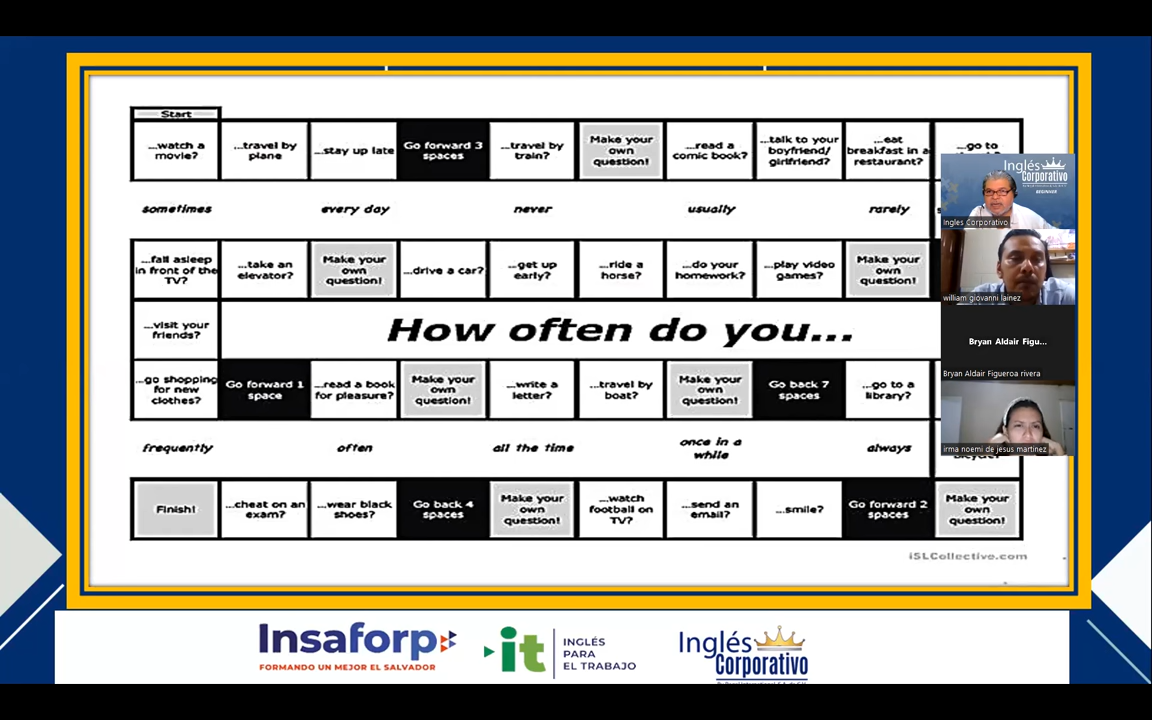 Start
...watch a
movie?
...travel by
plane
...stay up late
Go forward 3
spaces
...travel by
train?
Make your
own
question!
...read a
comic book?
...talk to your
boyfriend/
girlfriend?
...eat
breakfast in a
restaurant?
...go to
sometimes
every day
never
usually
rarely
...fall asleep
in front of the
TV?
...take an
elevator?
Make your
own
question!
...drive a car?
...get up
early?
...ride a
horse?
...do your
homework?
...play video
games?
Make your
own
question!
...visit your
friends?
How often do you...
...go shopping
for new
clothes?
Go forward 1
space
...read a book
for pleasure?
Make your
own
question!
...write a
letter?
...travel by
boat?
Make your
own
question!
Go back 7
spaces
...go to a
library?
frequently
often
all the time
once in a
while
always
Finish!
...cheat on an
exam?
...wear black
shoes?
Go back 4
spaces
Make your
own
question!
...watch
football on
TV?
...send an
email?
...smile?
Go forward 2
spaces
Make your
own
question!
iSLCollective.com
Inglés
Corporativo
BEGINNER
Ingles Corporativo
william giovanni lainez
Bryan Aldair Figu...
Bryan Aldair Figueroa rivera
irma noemi de jesus martinez
Insaforp
FORMANDO UN MEJOR EL SALVADOR
it
INGLÉS
PARA
EL TRABAJO
Inglés
Corporativo